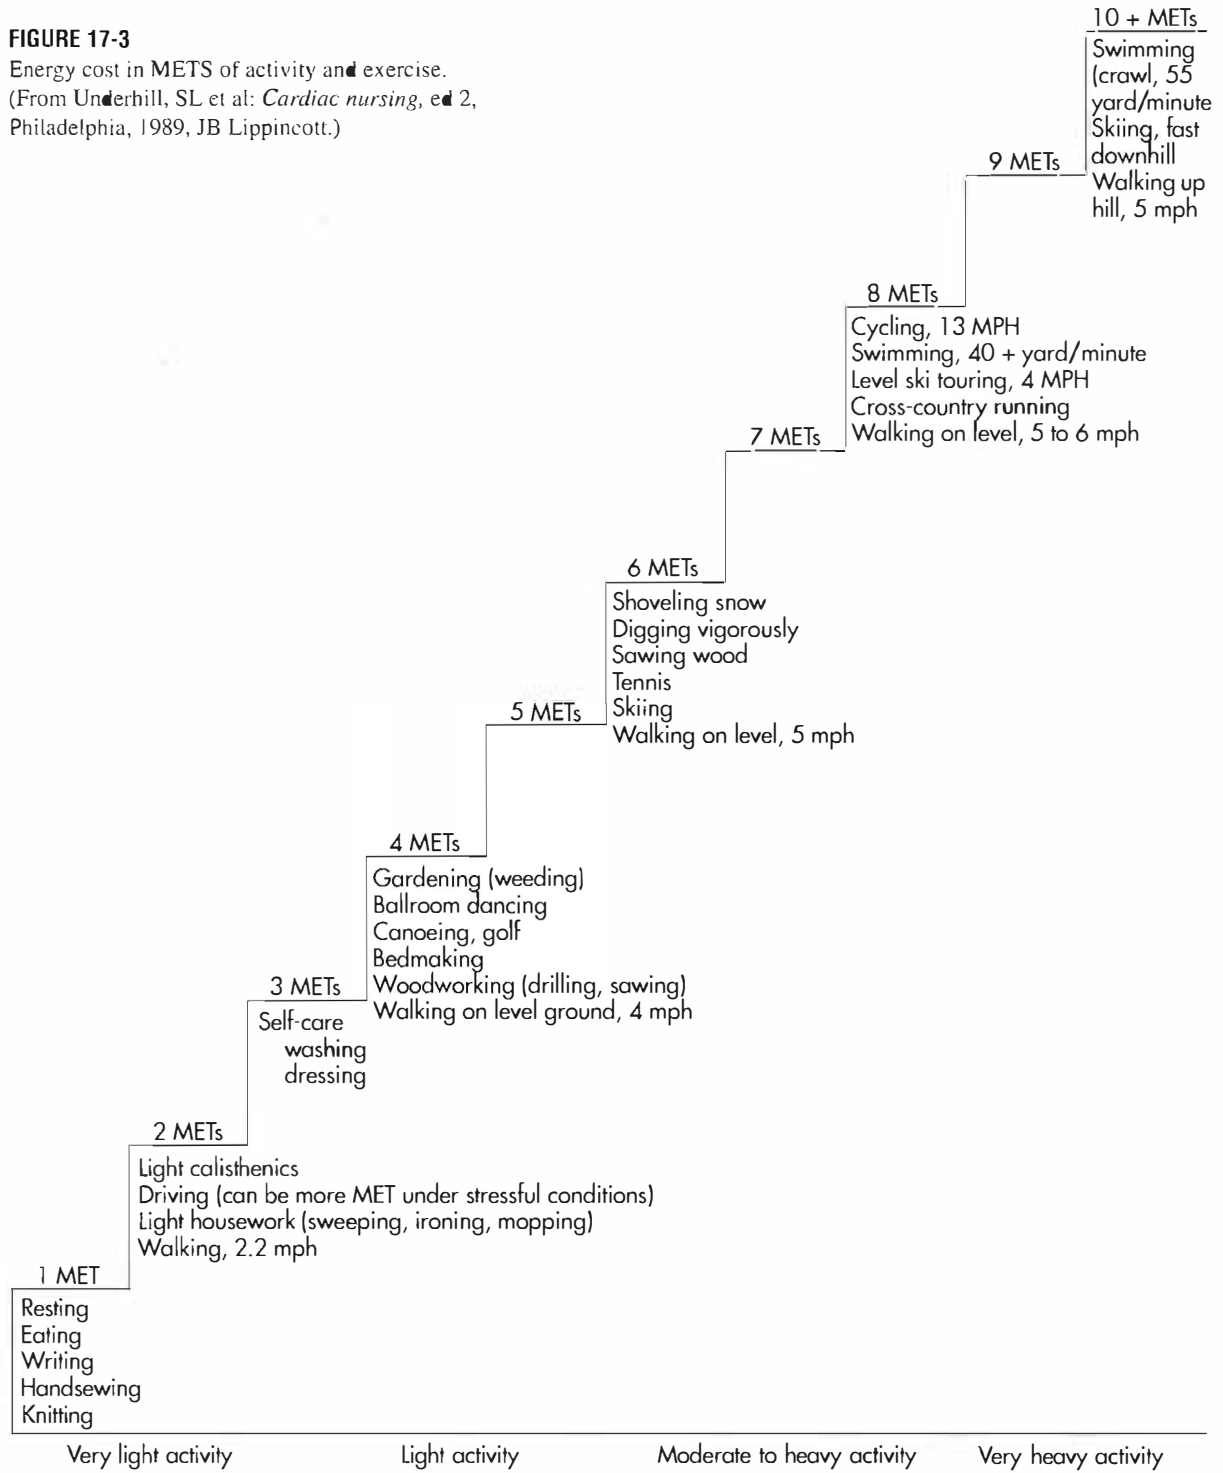 FIGURE 17-3
Energy cost in METS of activity and exercise.
(From Underhill, SL et al: Cardiac nursing, ed 2,
Philadelphia, 1989, JB Lippincott.)
10 + METs
Swimming
(crawl, 55
yard/minute
Skiing, fast
downhill
Walking up
hill, 5 mph
9 METs
8 METs
Cycling, 13 MPH
Swimming, 40 + yard/minute
Level ski touring, 4 MPH
Cross-country running
Walking on level, 5 to 6 mph
7 METs
6 METs
Shoveling snow
Digging vigorously
Sawing wood
Tennis
Skiing
Walking on level, 5 mph
5 METs
4 METs
Gardening (weeding)
Ballroom dancing
Canoeing, golf
Bedmaking
Woodworking (drilling, sawing)
Walking on level ground, 4 mph
3 METs
Self-care
washing
dressing
2 METs
Light calisthenics
Driving (can be more MET under stressful conditions)
Light housework (sweeping, ironing, mopping)
Walking, 2.2 mph
1 MET
Resting
Eating
Writing
Handsewing
Knitting
Very light activity
Light activity
Moderate to heavy activity
Very heavy activity